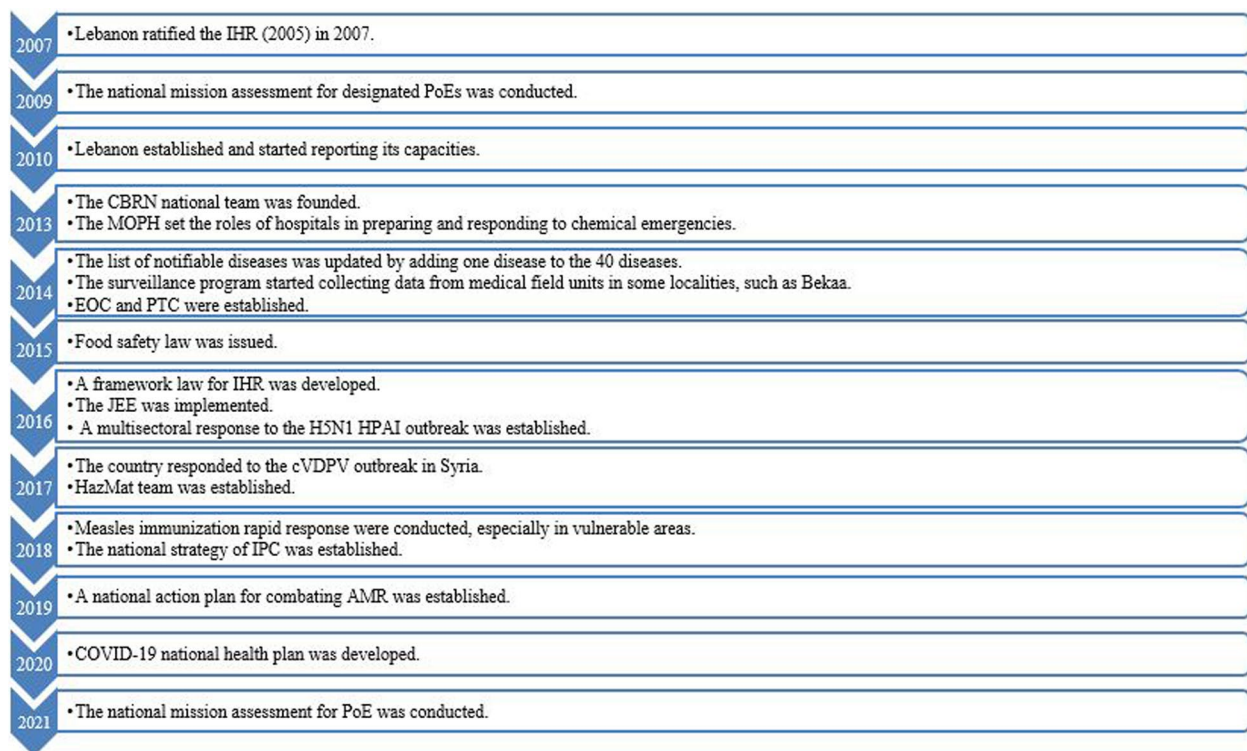 2007
•Lebanon ratified the IHR (2005) in 2007.
2009
•The national mission assessment for designated PoEs was conducted.
2010
•Lebanon established and started reporting its capacities.
2013
•The CBRN national team was founded.
•The MOPH set the roles of hospitals in preparing and responding to chemical emergencies.
2014
•The list of notifiable diseases was updated by adding one disease to the 40 diseases.
•The surveillance program started collecting data from medical field units in some localities, such as Bekaa.
•EOC and PTC were established.
2015
•Food safety law was issued.
2016
•A framework law for IHR was developed.
•The JEE was implemented.
• A multisectoral response to the H5N1 HPAI outbreak was established.
2017
•The country responded to the cVDPV outbreak in Syria.
•HazMat team was established.
2018
•Measles immunization rapid response were conducted, especially in vulnerable areas.
•The national strategy of IPC was established.
2019
•A national action plan for combating AMR was established.
2020
•COVID-19 national health plan was developed.
2021
•The national mission assessment for PoE was conducted.